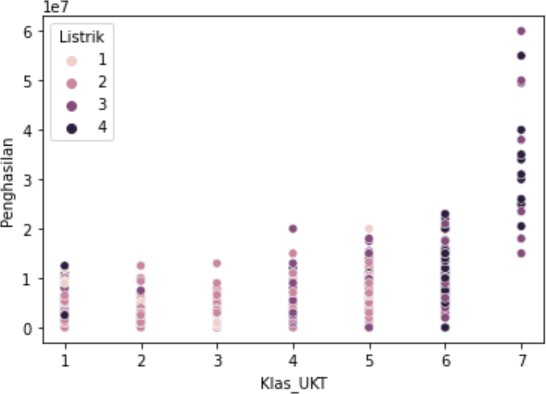 1e7
Listrik
1
2
3
4
6
5
4
3
2
1
0
Penghasilan
1 2 3 4 5 6 7
Klas_UKT